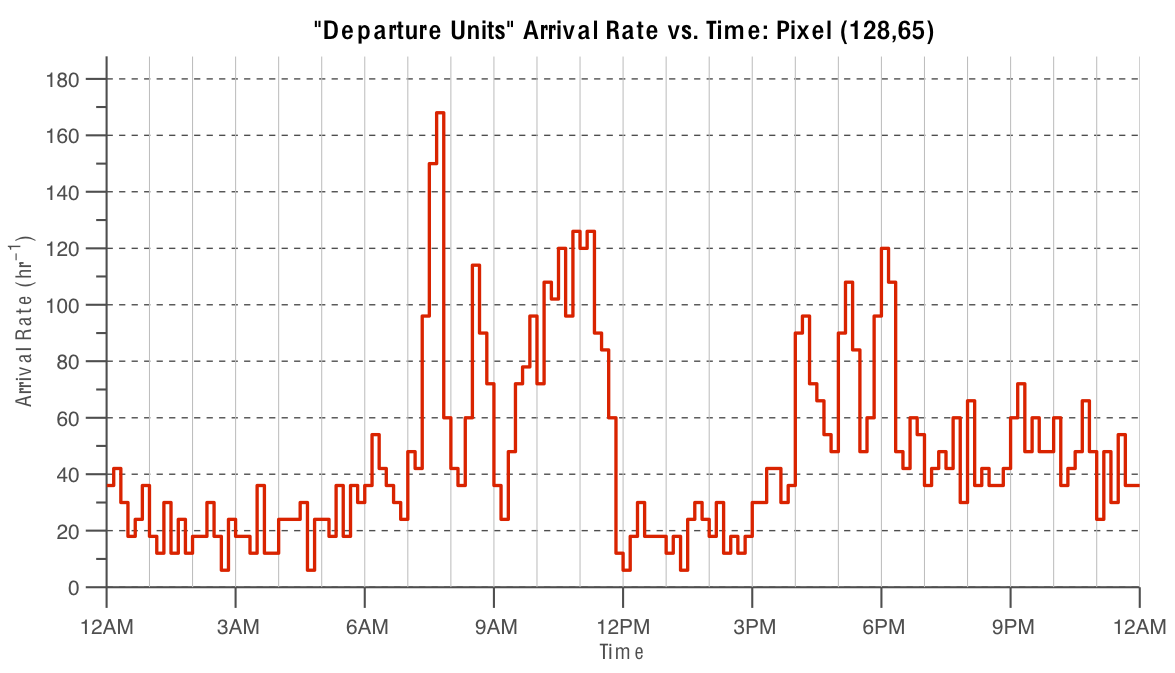 "Departure Units" Arrival Rate vs. Time: Pixel (128,65)
180
160
140
120
100
80
60
40
20
0
Arrival Rate (hr⁻¹)
12AM 3AM 6AM 9AM 12PM 3PM 6PM 9PM 12AM
Time